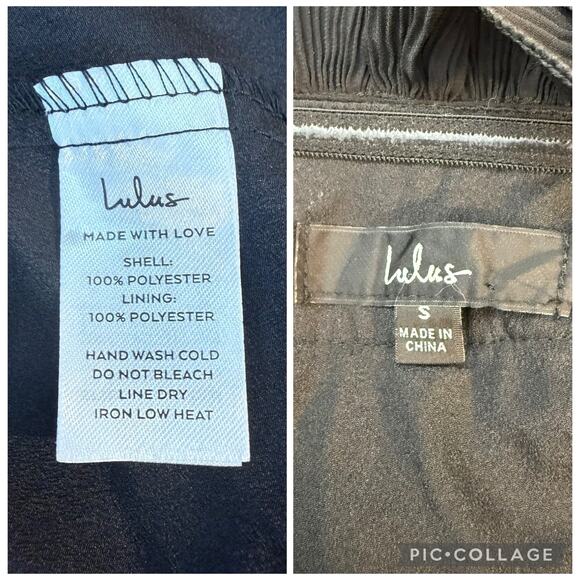 Lulus
MADE WITH LOVE
SHELL:
100% POLYESTER
LINING:
100% POLYESTER
HAND WASH COLD
DO NOT BLEACH
LINE DRY
IRON LOW HEAT
Lulus
S
MADE IN
CHINA
PIC•COLLAGE